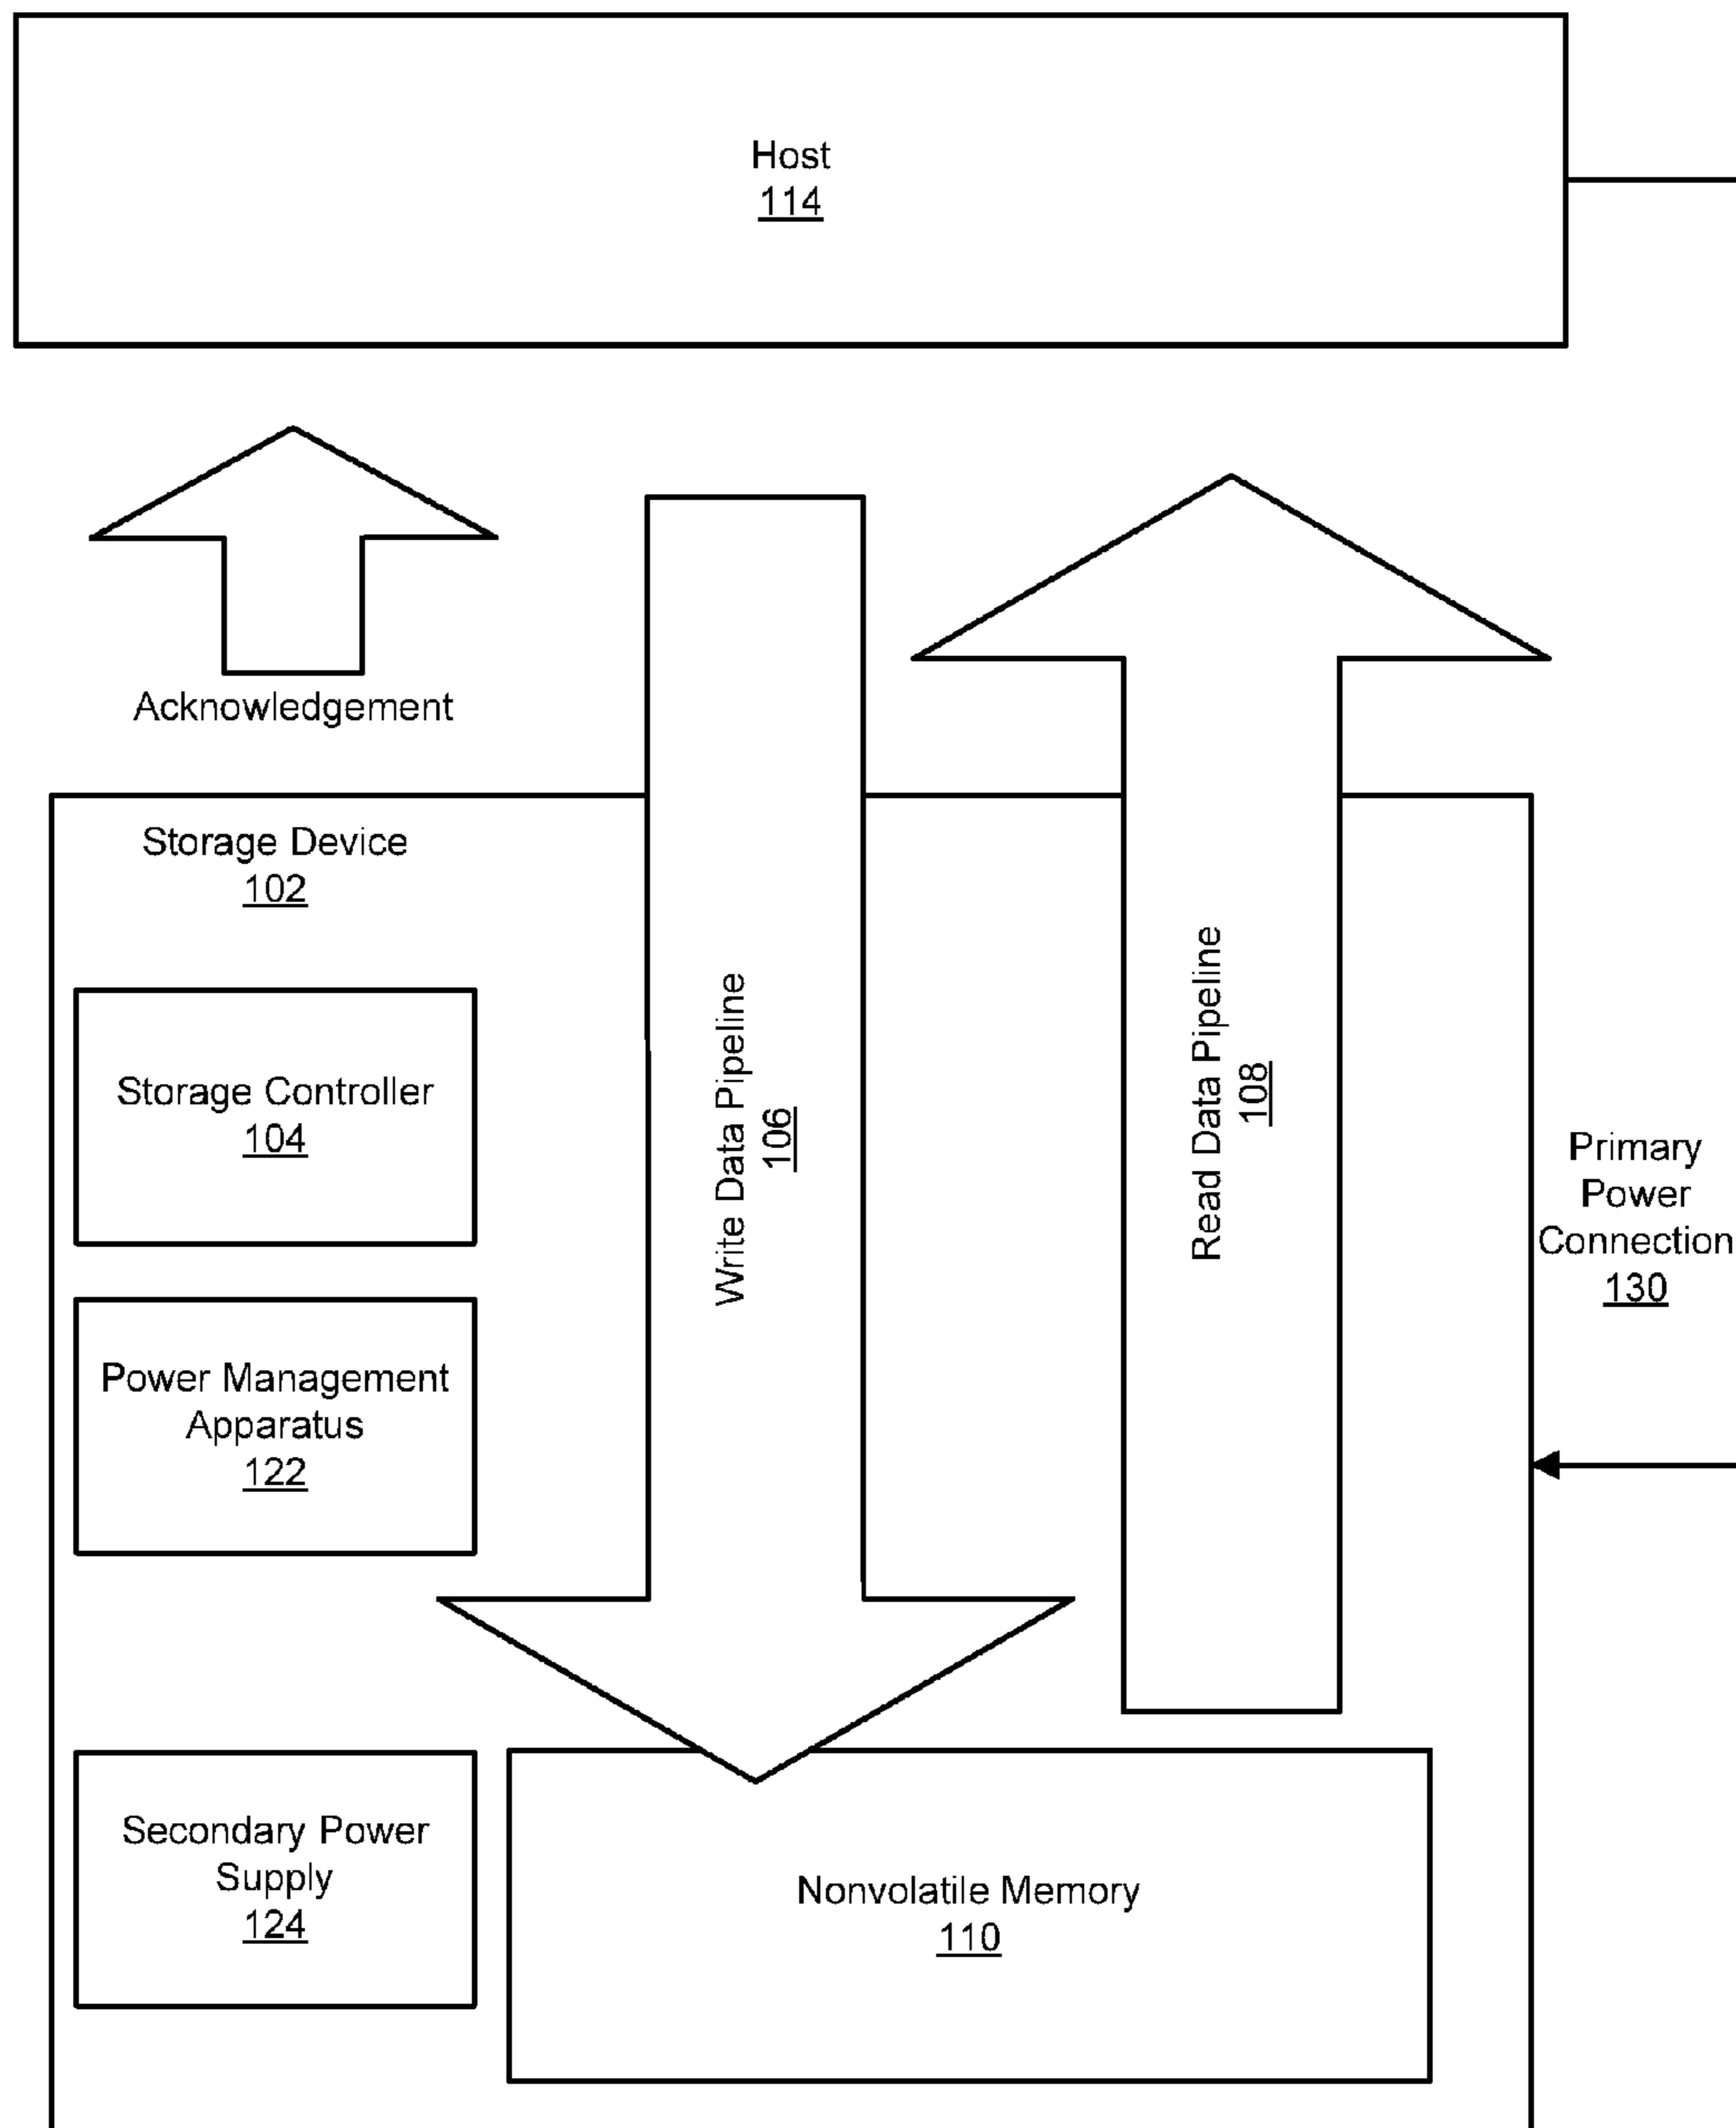 Host
114
Acknowledgement
Storage Device
102
Storage Controller
104
Power Management
Apparatus
122
Secondary Power
Supply
124
Write Data Pipeline
106
Read Data Pipeline
108
Nonvolatile Memory
110
Primary
Power
Connection
130